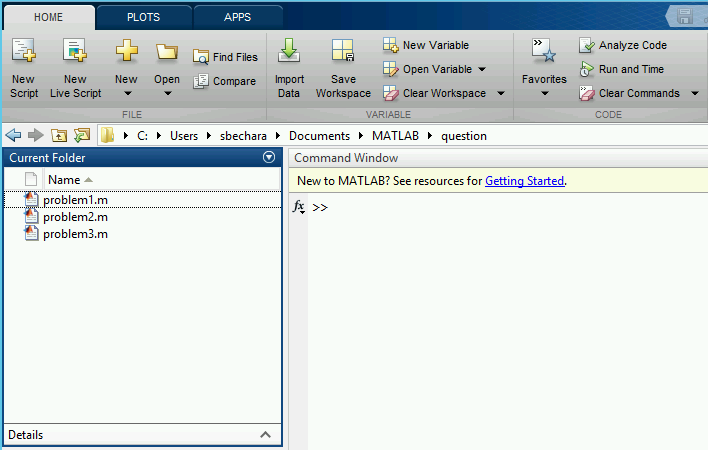 HOME PLOTS APPS
New Script
New Live Script
New
Open
Find Files
Compare
FILE
Import Data
Save Workspace
New Variable
Open Variable
Clear Workspace
VARIABLE
Favorites
Analyze Code
Run and Time
Clear Commands
CODE
C: Users sbechara Documents MATLAB question
Current Folder
Name
problem1.m
problem2.m
problem3.m
Details
Command Window
New to MATLAB? See resources for Getting Started.
fx >>